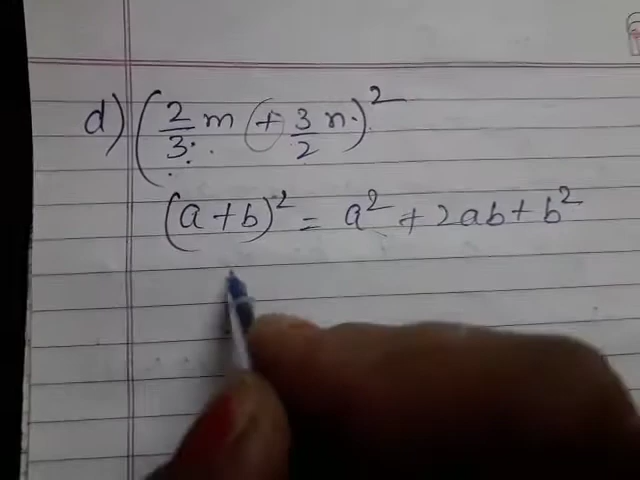 d) (2/3 m + 3/2 n)²
(a + b)² = a² + 2ab + b²